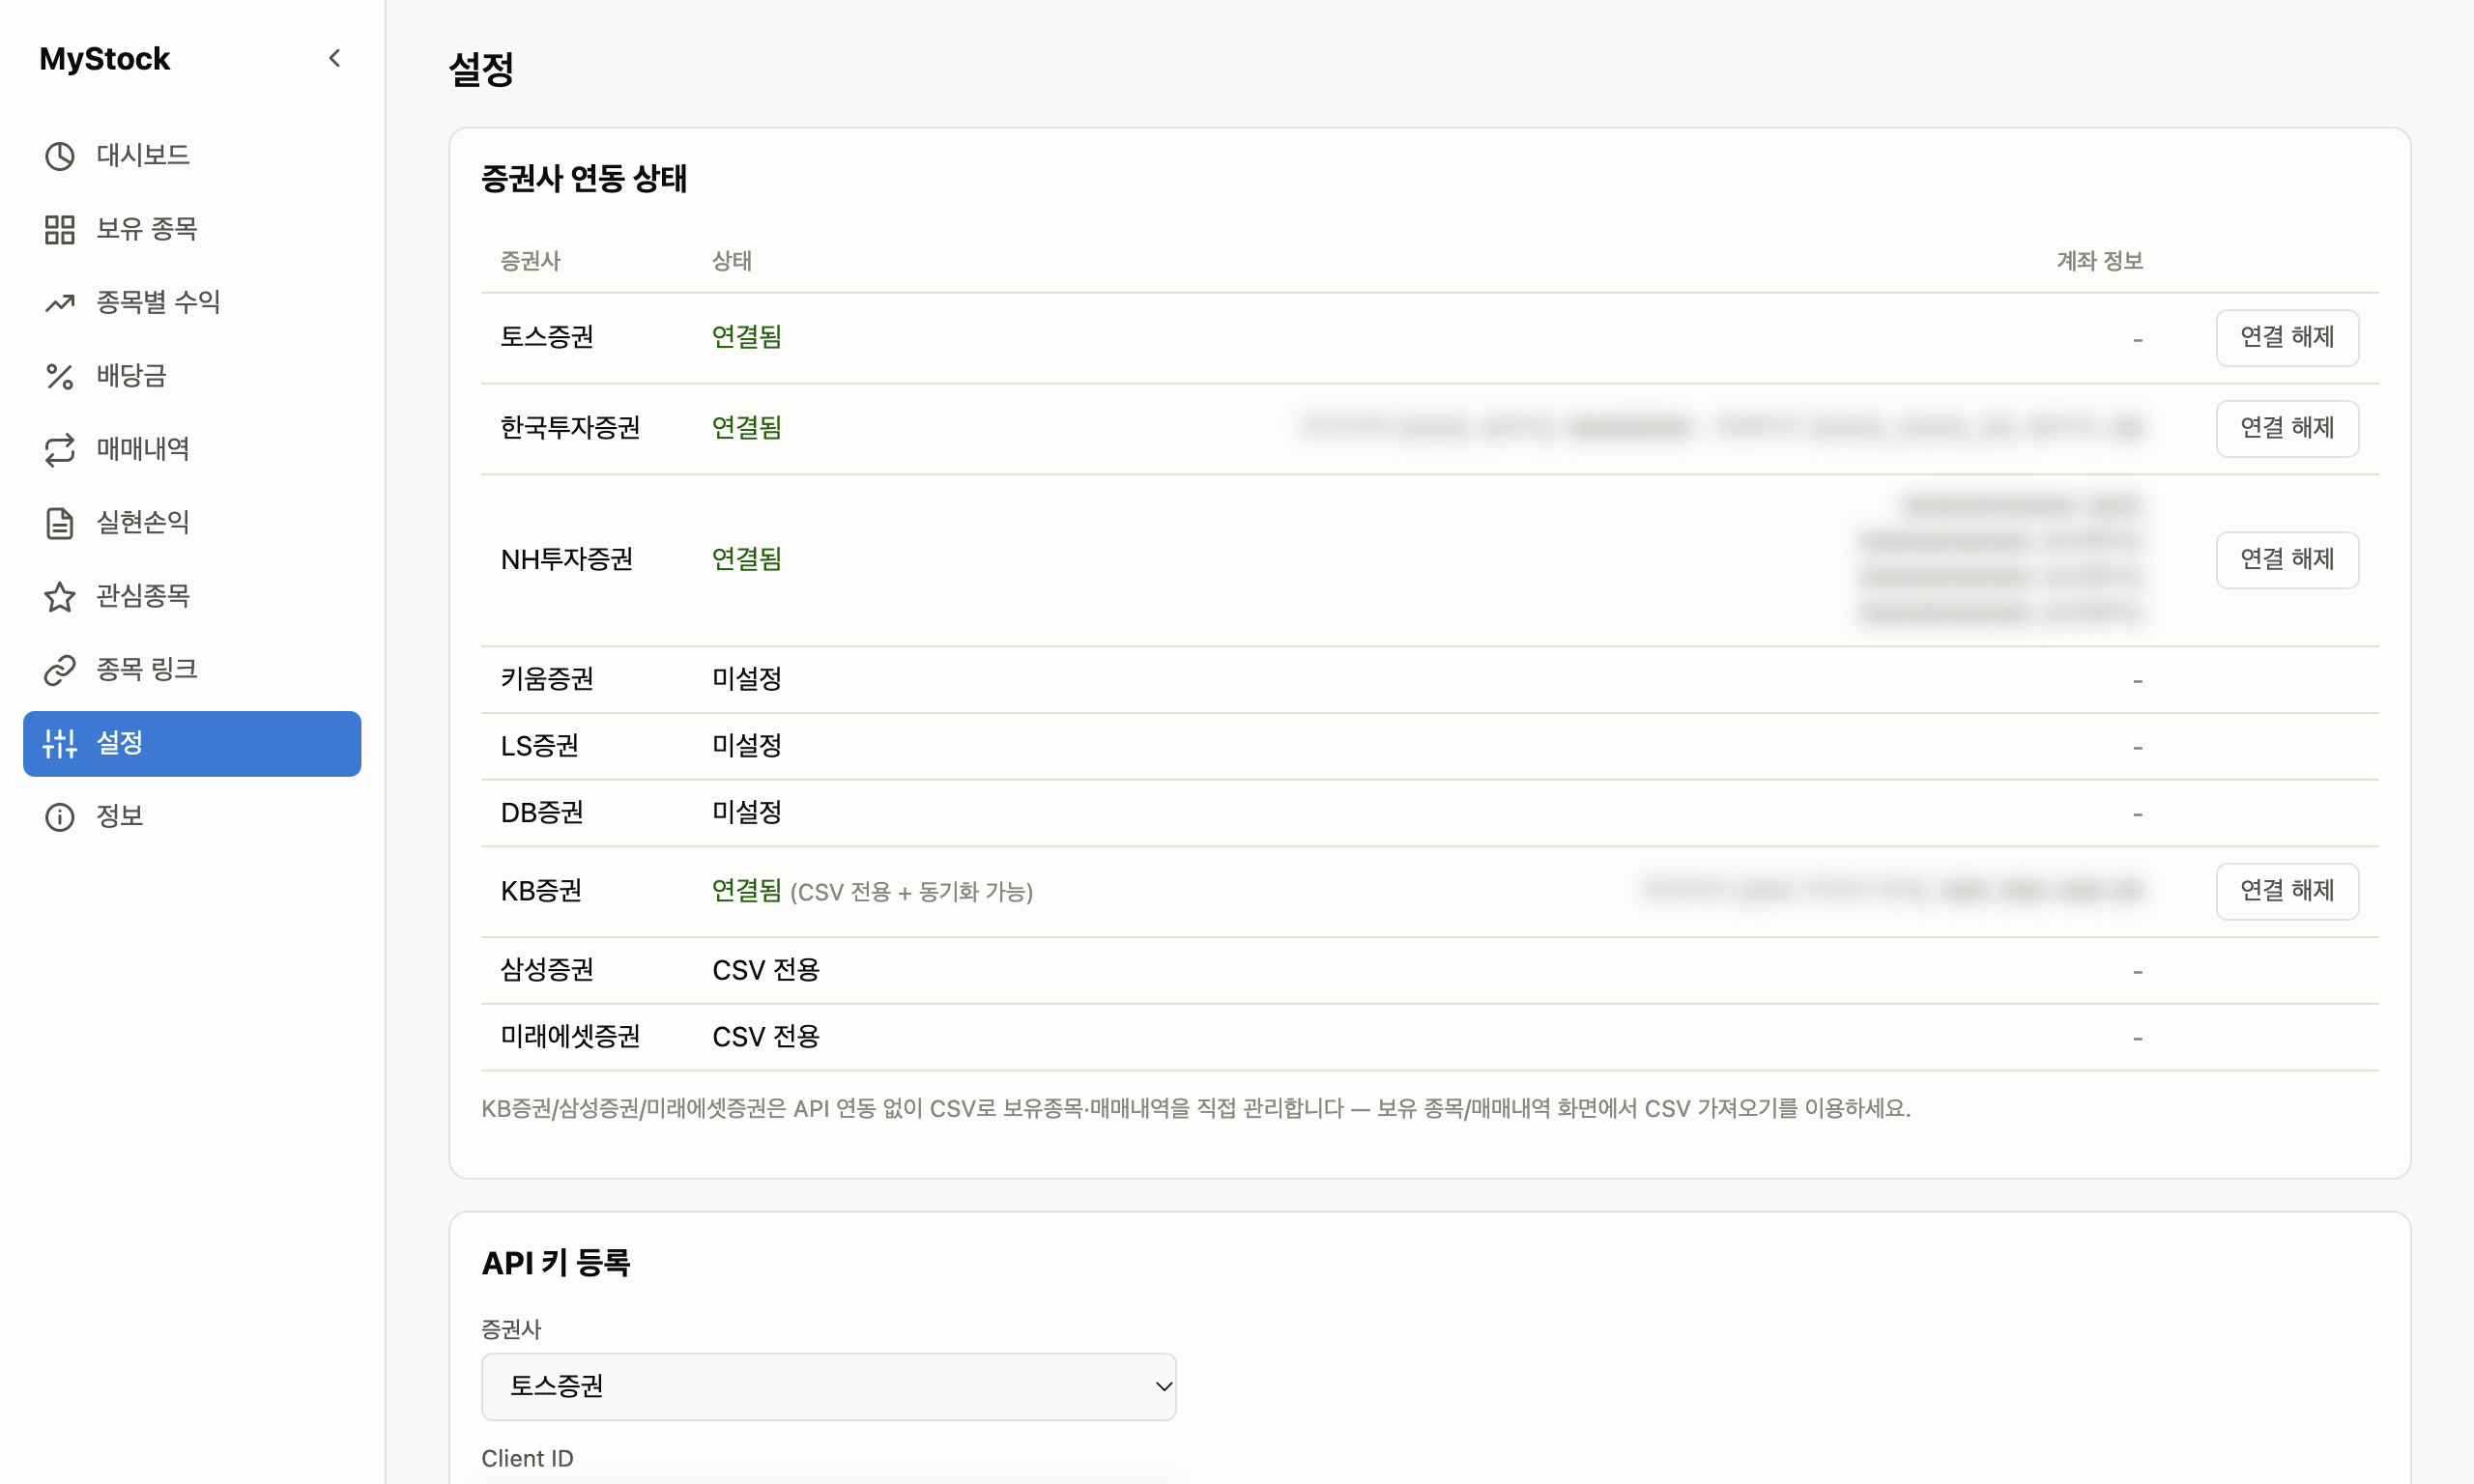 MyStock
대시보드
보유 종목
종목별 수익
배당금
매매내역
실현손익
관심종목
종목 링크
설정
정보
설정
증권사 연동 상태
증권사 상태 계좌 정보
토스증권 연결됨 - 연결 해제
한국투자증권 연결됨 연결 해제
NH투자증권 연결됨 연결 해제
키움증권 미설정 -
LS증권 미설정 -
DB증권 미설정 -
KB증권 연결됨 (CSV 전용 + 동기화 가능) 연결 해제
삼성증권 CSV 전용 -
미래에셋증권 CSV 전용 -
KB증권/삼성증권/미래에셋증권은 API 연동 없이 CSV로 보유종목·매매내역을 직접 관리합니다 — 보유 종목/매매내역 화면에서 CSV 가져오기를 이용하세요.
API 키 등록
증권사
토스증권
Client ID